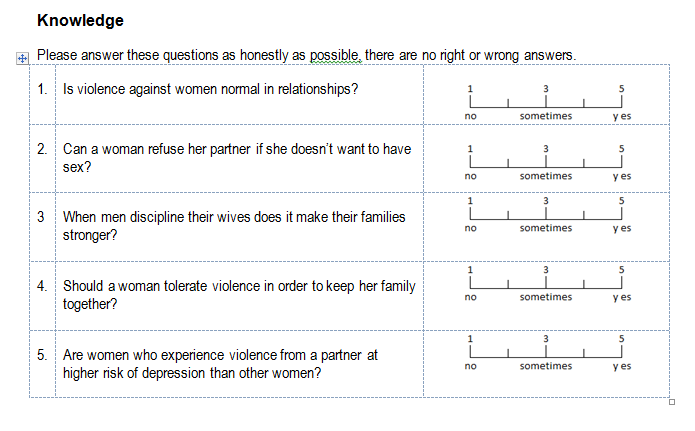 Knowledge
Please answer these questions as honestly as possible, there are no right or wrong answers.
1. Is violence against women normal in relationships?
1 3 5
no sometimes yes
2. Can a woman refuse her partner if she doesn't want to have
sex?
1 3 5
no sometimes yes
3 When men discipline their wives does it make their families
stronger?
1 3 5
no sometimes yes
4. Should a woman tolerate violence in order to keep her family
together?
1 3 5
no sometimes yes
5. Are women who experience violence from a partner at
higher risk of depression than other women?
1 3 5
no sometimes yes